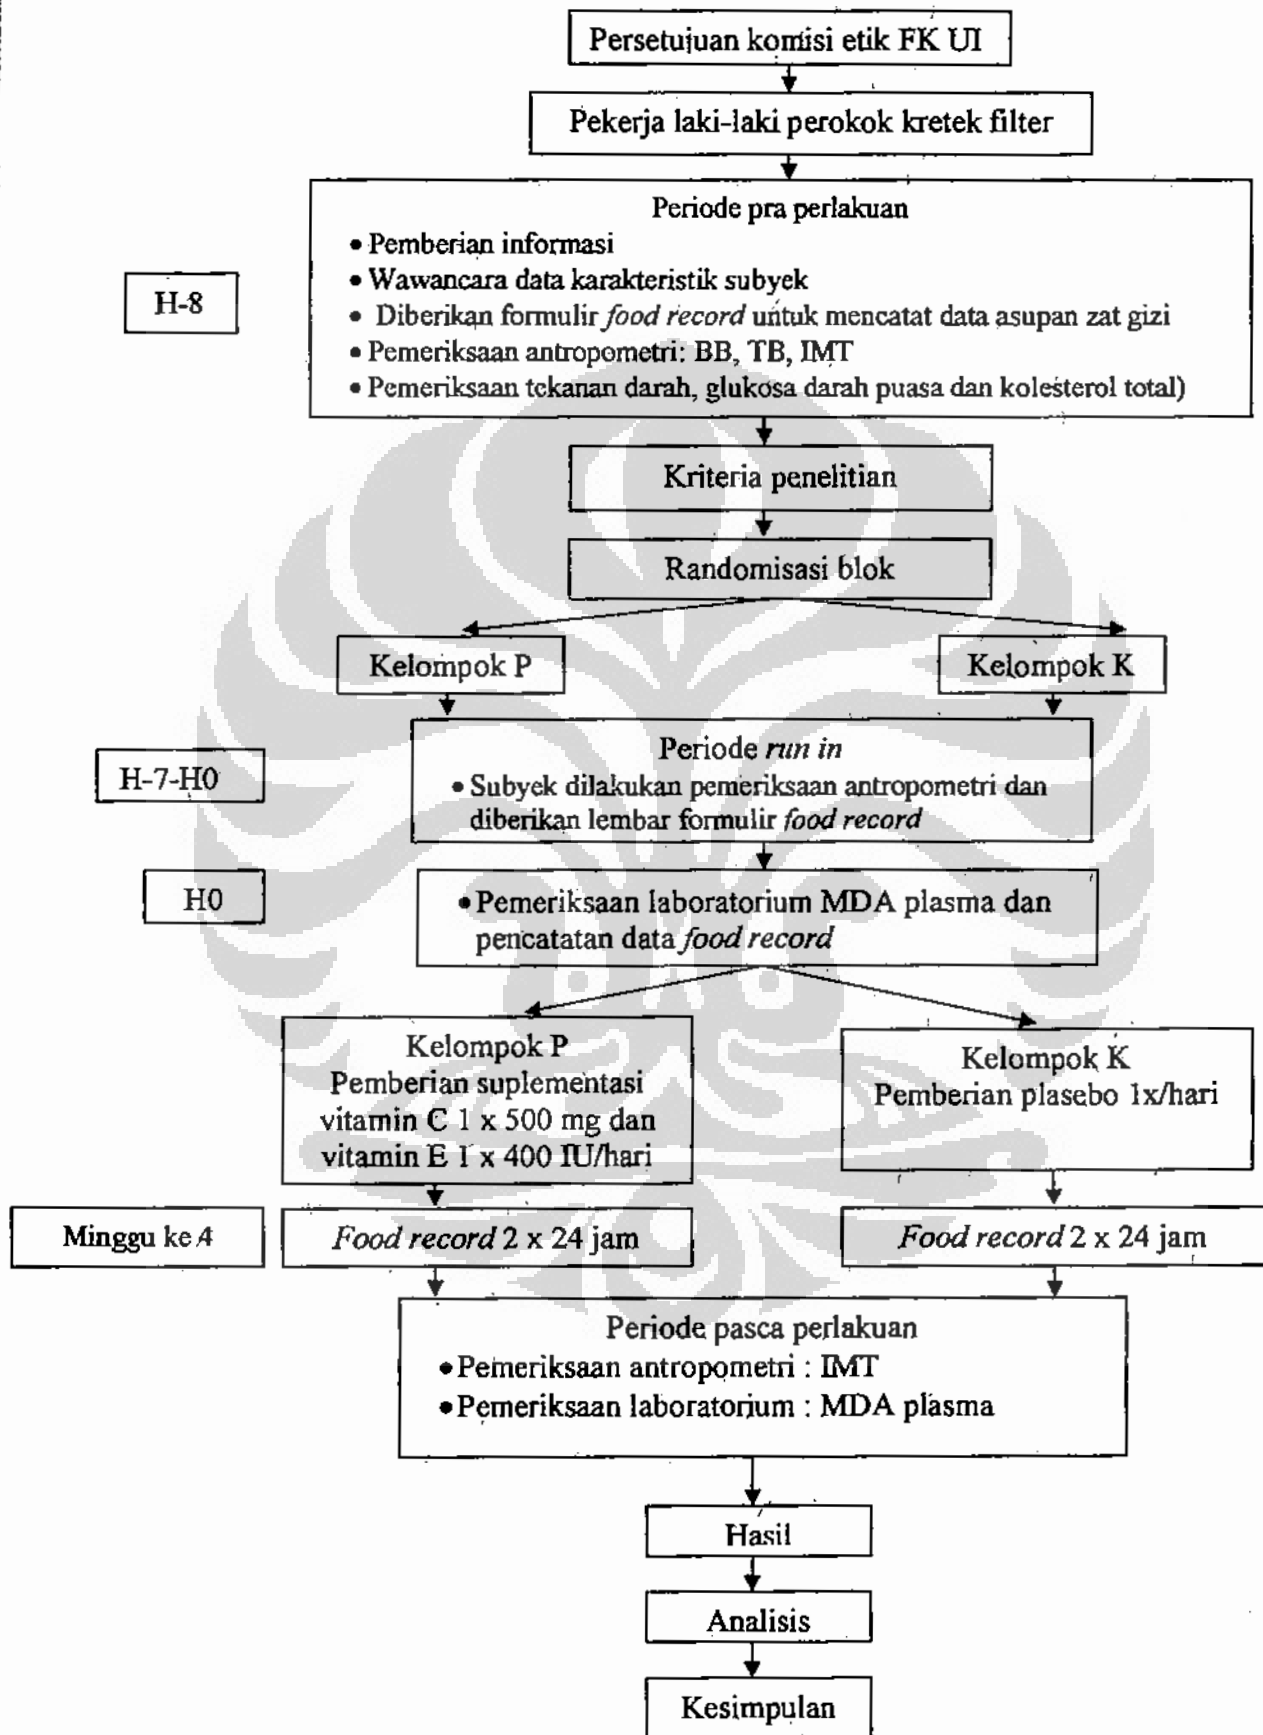 Persetujuan komisi etik FK UI
Pekerja laki-laki perokok kretek filter
Periode pra perlakuan
• Pemberian informasi
• Wawancara data karakteristik subyek
H-8
• Diberikan formulir food record untuk mencatat data asupan zat gizi
• Pemeriksaan antropometri: BB, TB, IMT
• Pemeriksaan tekanan darah, glukosa darah puasa dan kolesterol total)
Kriteria penelitian
Randomisasi blok
Kelompok P
Kelompok K
Periode run in
H-7-H0
• Subyek dilakukan pemeriksaan antropometri dan
diberikan lembar formulir food record
H0
• Pemeriksaan laboratorium MDA plasma dan
pencatatan data food record
Kelompok P
Pemberian suplementasi
vitamin C 1 x 500 mg dan
vitamin E 1 x 400 IU/hari
Kelompok K
Pemberian plasebo 1x/hari
Minggu ke 4
Food record 2 x 24 jam
Food record 2 x 24 jam
Periode pasca perlakuan
• Pemeriksaan antropometri : IMT
• Pemeriksaan laboratorium : MDA plasma
Hasil
Analisis
Kesimpulan